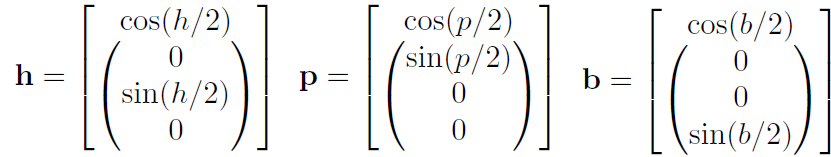 h = [cos(h/2) (0 sin(h/2) 0)] p = [cos(p/2) (sin(p/2) 0 0)] b = [cos(b/2) (0 0 sin(b/2))]